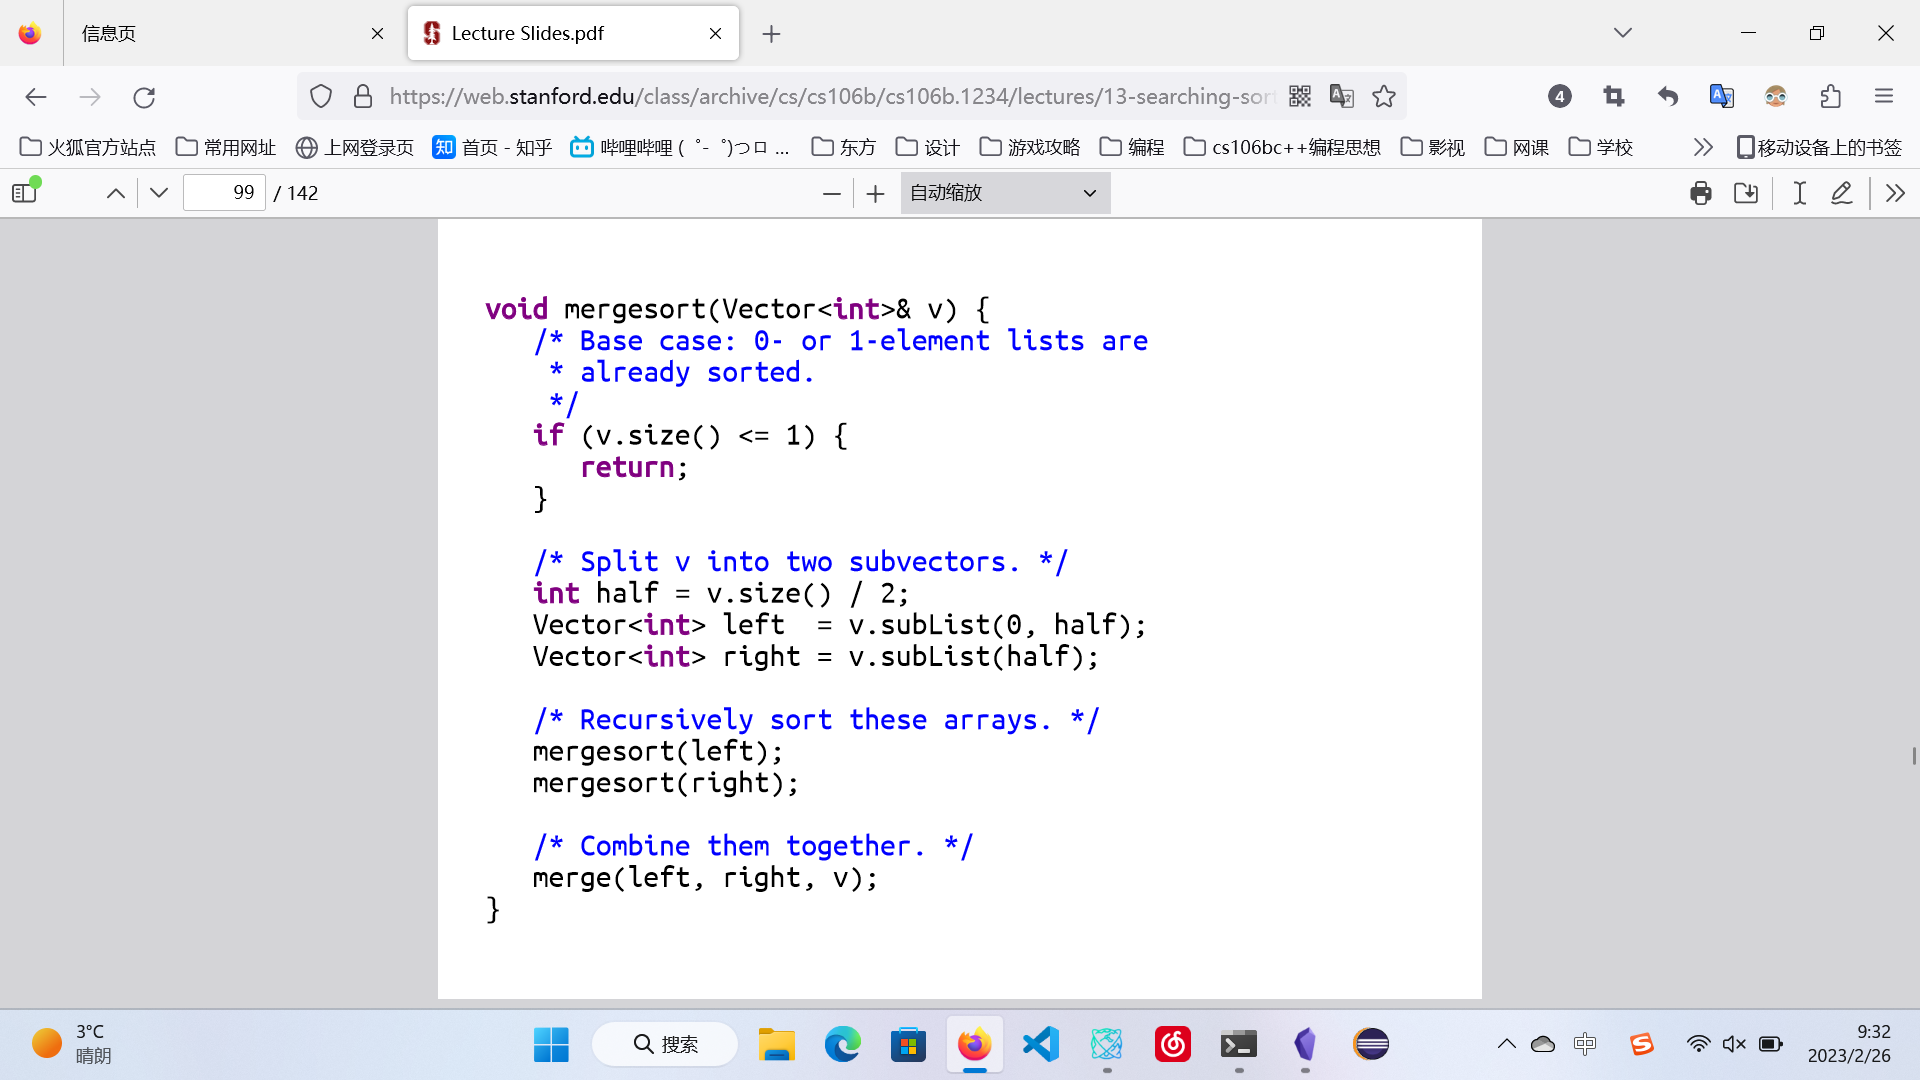 信息页
Lecture Slides.pdf
https://web.stanford.edu/class/archive/cs/cs106b/cs106b.1234/lectures/13-searching-sort
4
火狐官方站点
常用网址
上网登录页
知 首页 - 知乎
哔哩哔哩 ( ゜- ゜)つロ ...
东方
设计
游戏攻略
编程
cs106bc++编程思想
影视
网课
学校
移动设备上的书签
99 / 142
自动缩放
void mergesort(Vector<int>& v) {
/* Base case: 0- or 1-element lists are
* already sorted.
*/
if (v.size() <= 1) {
return;
}
/* Split v into two subvectors. */
int half = v.size() / 2;
Vector<int> left  = v.subList(0, half);
Vector<int> right = v.subList(half);
/* Recursively sort these arrays. */
mergesort(left);
mergesort(right);
/* Combine them together. */
merge(left, right, v);
}
3°C
晴朗
搜索
中
9:32
2023/2/26